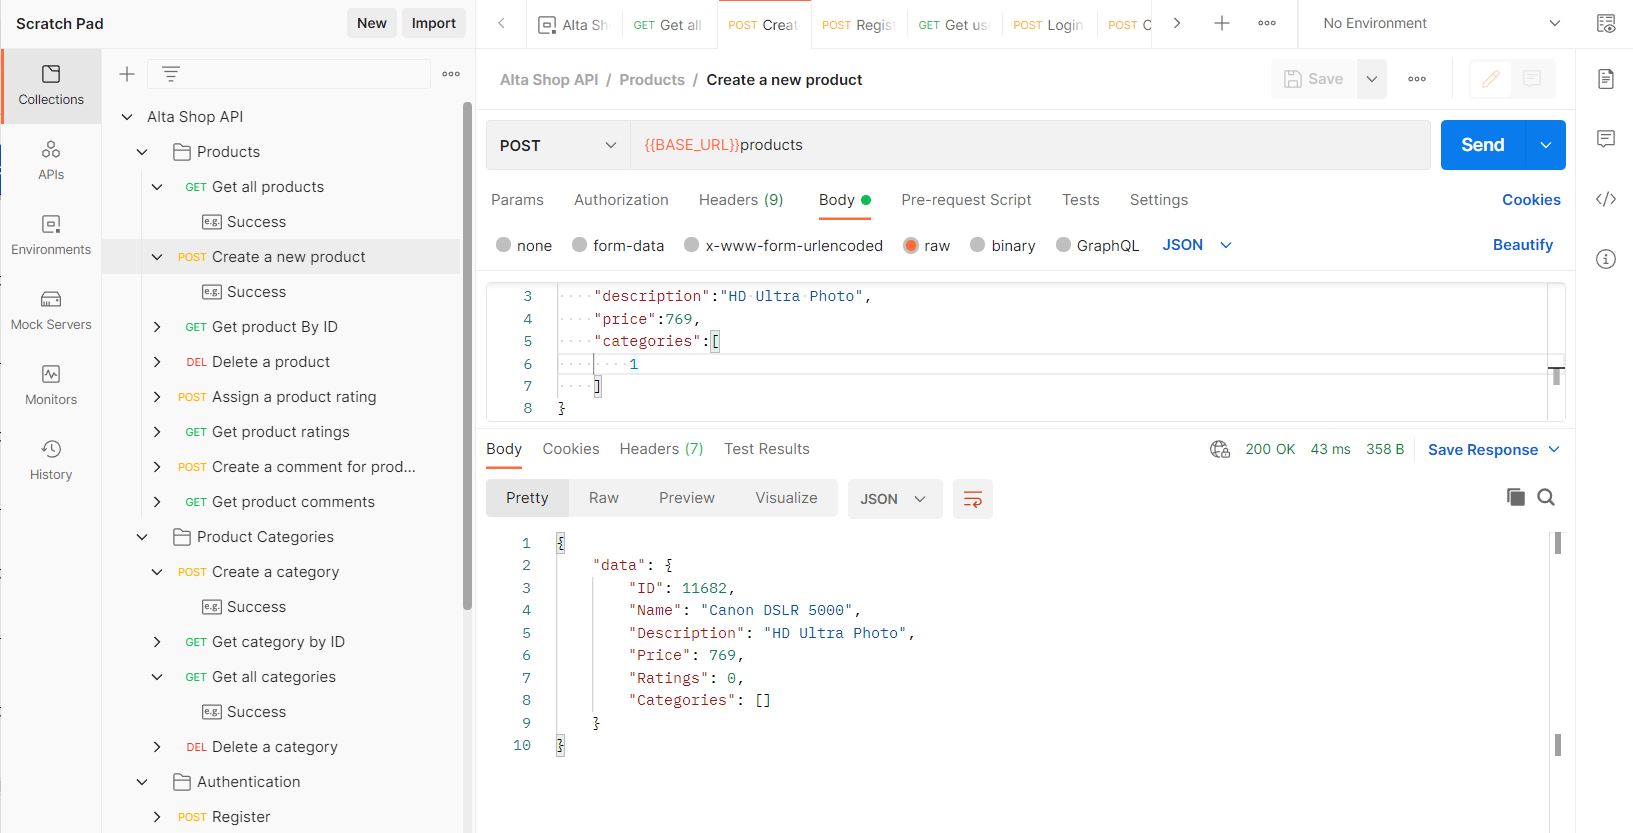 Scratch Pad
New
Import
Collections
APIs
Environments
Mock Servers
Monitors
History
Alta Shop API
Products
GET Get all products
e.g. Success
POST Create a new product
e.g. Success
GET Get product By ID
DEL Delete a product
POST Assign a product rating
GET Get product ratings
POST Create a comment for prod...
GET Get product comments
Product Categories
POST Create a category
e.g. Success
GET Get category by ID
GET Get all categories
e.g. Success
DEL Delete a category
Authentication
POST Register
Alta Sh
GET Get all
POST Creat
POST Regist
GET Get us
POST Login
POST C
No Environment
Alta Shop API / Products / Create a new product
Save
POST
{{BASE_URL}}products
Send
Params Authorization Headers (9) Body Pre-request Script Tests Settings Cookies
none form-data x-www-form-urlencoded raw binary GraphQL JSON Beautify
3 "description":"HD Ultra Photo",
4 "price":769,
5 "categories":[
6 1
7 ]
8 }
Body Cookies Headers (7) Test Results 200 OK 43 ms 358 B Save Response
Pretty Raw Preview Visualize JSON
1 {
2 "data": {
3 "ID": 11682,
4 "Name": "Canon DSLR 5000",
5 "Description": "HD Ultra Photo",
6 "Price": 769,
7 "Ratings": 0,
8 "Categories": []
9 }
10 }